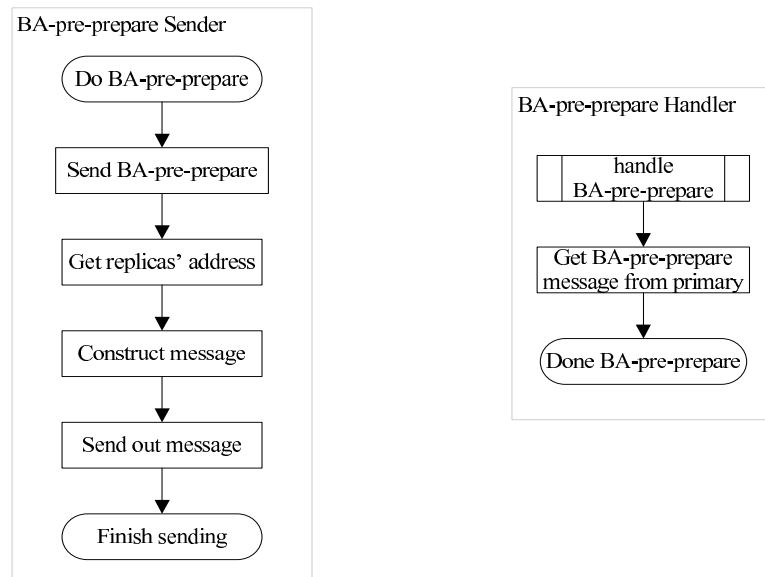 BA-pre-prepare Sender
Do BA-pre-prepare
Send BA-pre-prepare
Get replicas’ address
Construct message
Send out message
Finish sending
BA-pre-prepare Handler
handle
BA-pre-prepare
Get BA-pre-prepare
message from primary
Done BA-pre-prepare